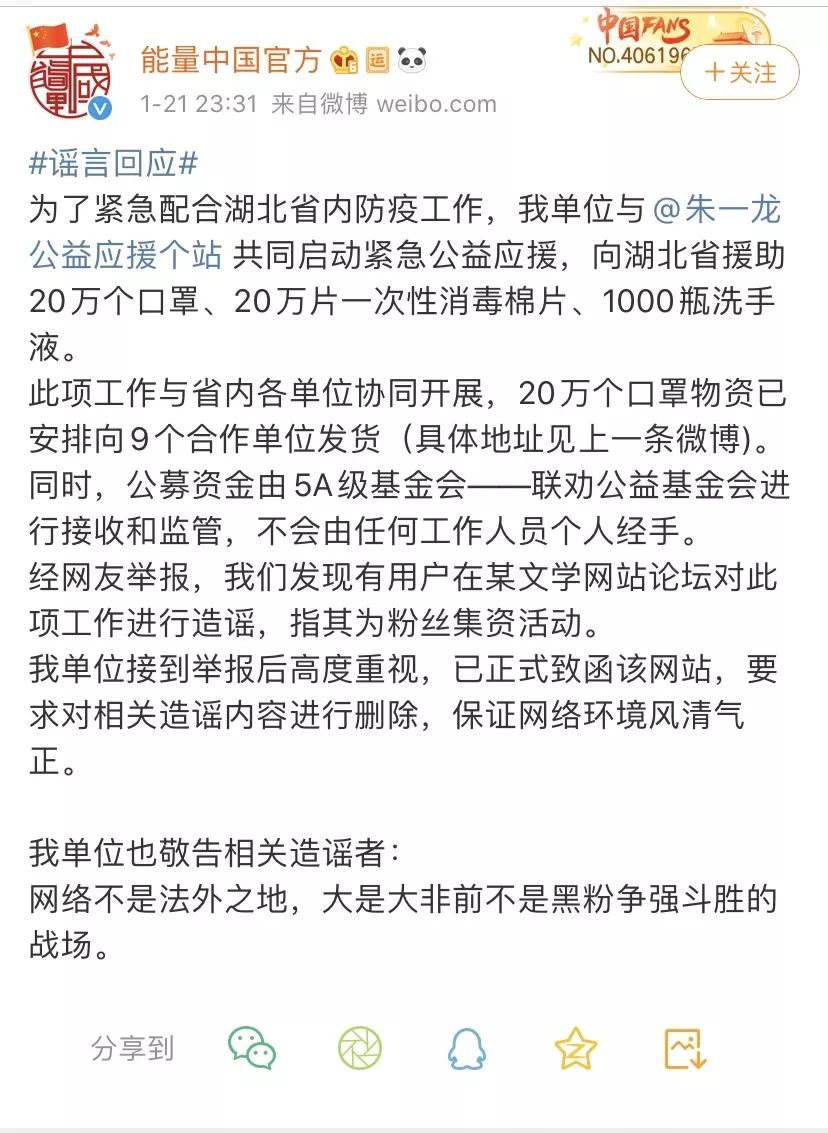 中国FANS
能量中国官方 运
NO.406196
+关注
1-21 23:31 来自微博 weibo.com
#谣言回应#
为了紧急配合湖北省内防疫工作，我单位与@朱一龙
公益应援个站 共同启动紧急公益应援，向湖北省援助
20万个口罩、20万片一次性消毒棉片、1000瓶洗手
液。
此项工作与省内各单位协同开展，20万个口罩物资已
安排向9个合作单位发货（具体地址见上一条微博)。
同时，公募资金由5A级基金会——联劝公益基金会进
行接收和监管，不会由任何工作人员个人经手。
经网友举报，我们发现有用户在某文学网站论坛对此
项工作进行造谣，指其为粉丝集资活动。
我单位接到举报后高度重视，已正式致函该网站，要
求对相关造谣内容进行删除，保证网络环境风清气
正。
我单位也敬告相关造谣者：
网络不是法外之地，大是大非前不是黑粉争强斗胜的
战场。
分享到